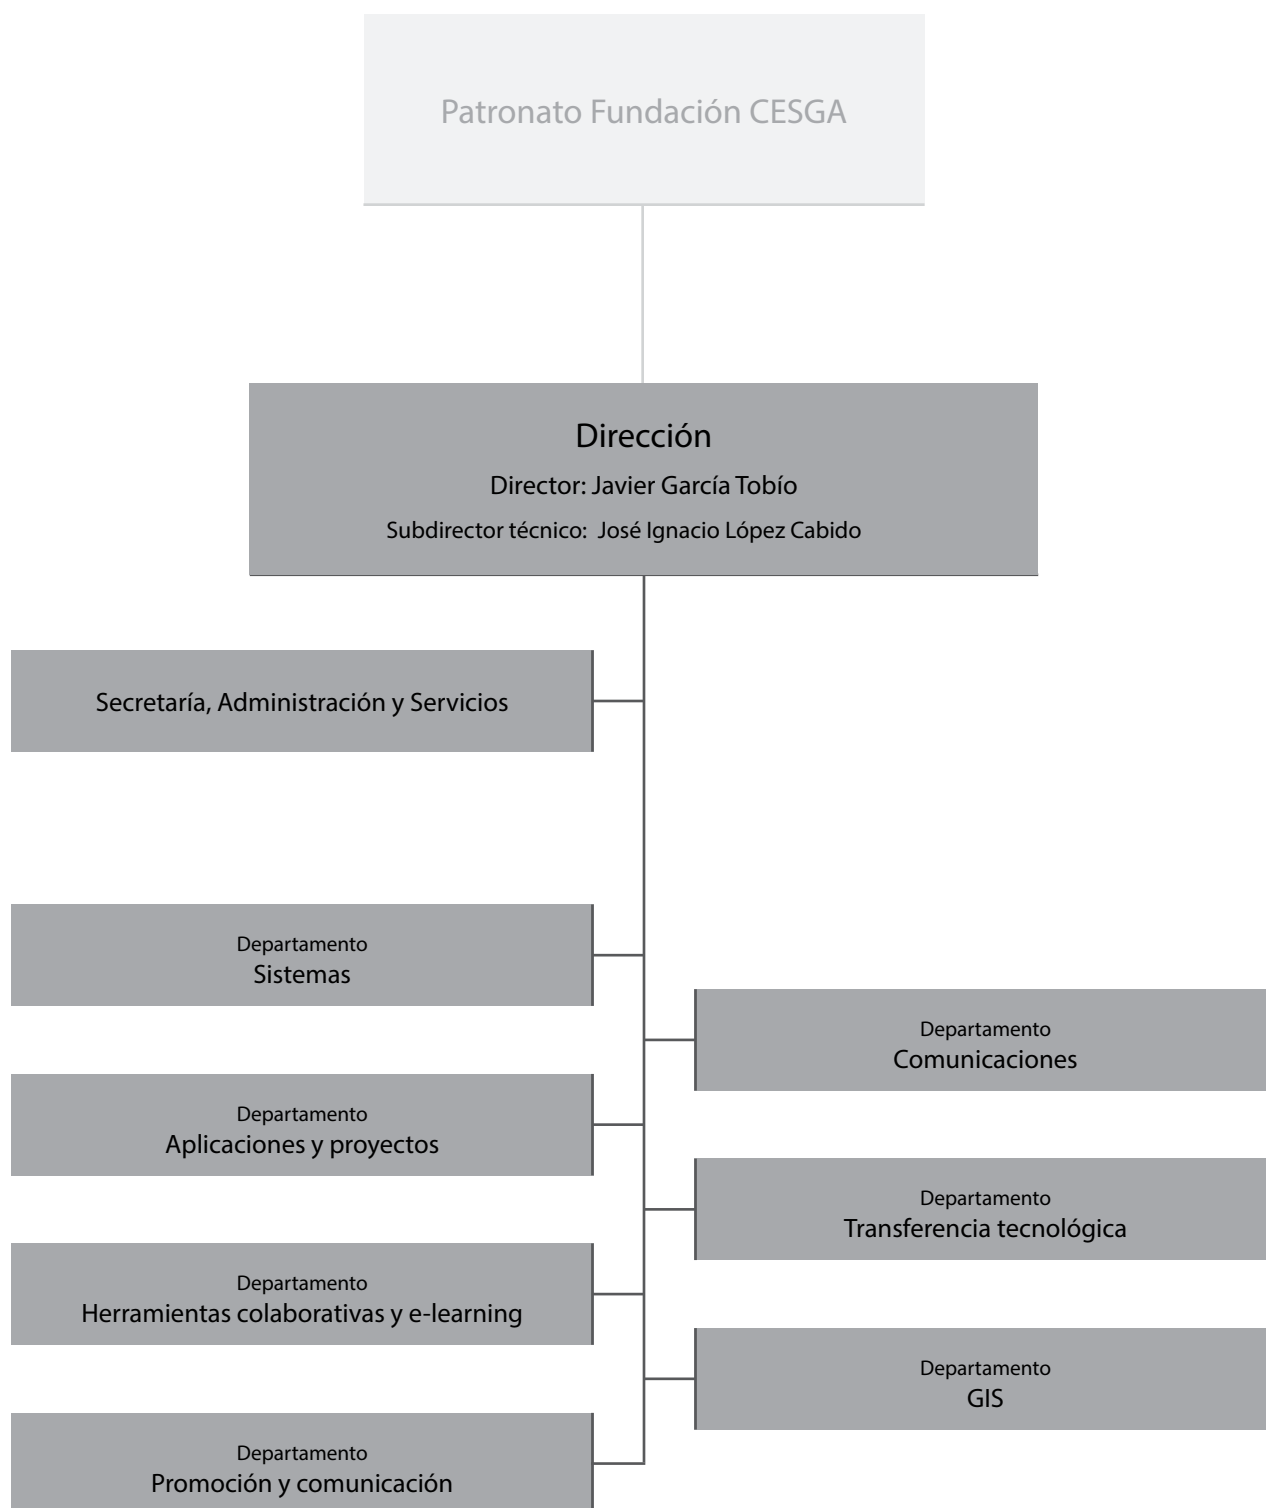 Patronato Fundación CESGA
Dirección
Director: Javier García Tobío
Subdirector técnico: José Ignacio López Cabido
Secretaría, Administración y Servicios
Departamento
Sistemas
Departamento
Comunicaciones
Departamento
Aplicaciones y proyectos
Departamento
Transferencia tecnológica
Departamento
Herramientas colaborativas y e-learning
Departamento
GIS
Departamento
Promoción y comunicación